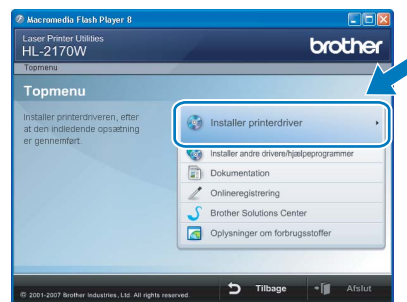 Macromedia Flash Player 8
Laser Printer Utilities
HL-2170W
brother
Topmenu
Topmenu
Installer printerdriveren, efter
at den indledende opsætning
er gennemført.
Installer printerdriver
Installer andre drivere/hjælpeprogrammer
Dokumentation
Onlineregistrering
Brother Solutions Center
Oplysninger om forbrugsstoffer
© 2001-2007 Brother Industries, Ltd. All rights reserved.
Tilbage
Afslut